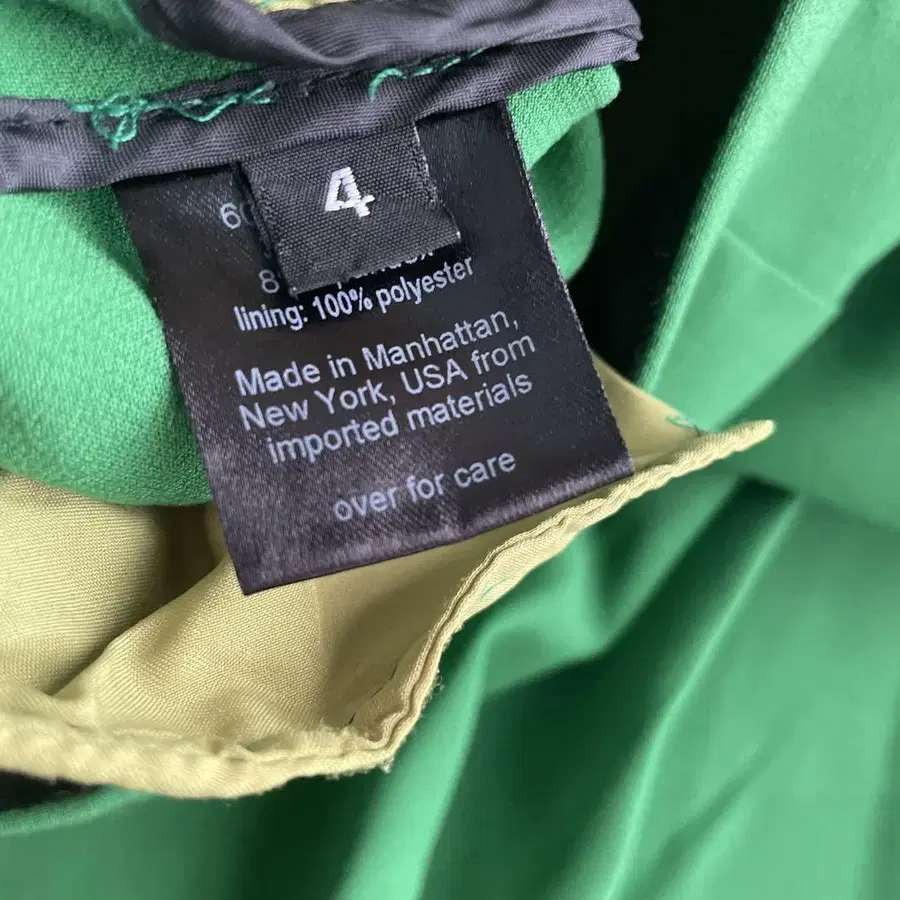 4
lining: 100% polyester
Made in Manhattan,
New York, USA from
imported materials
over for care